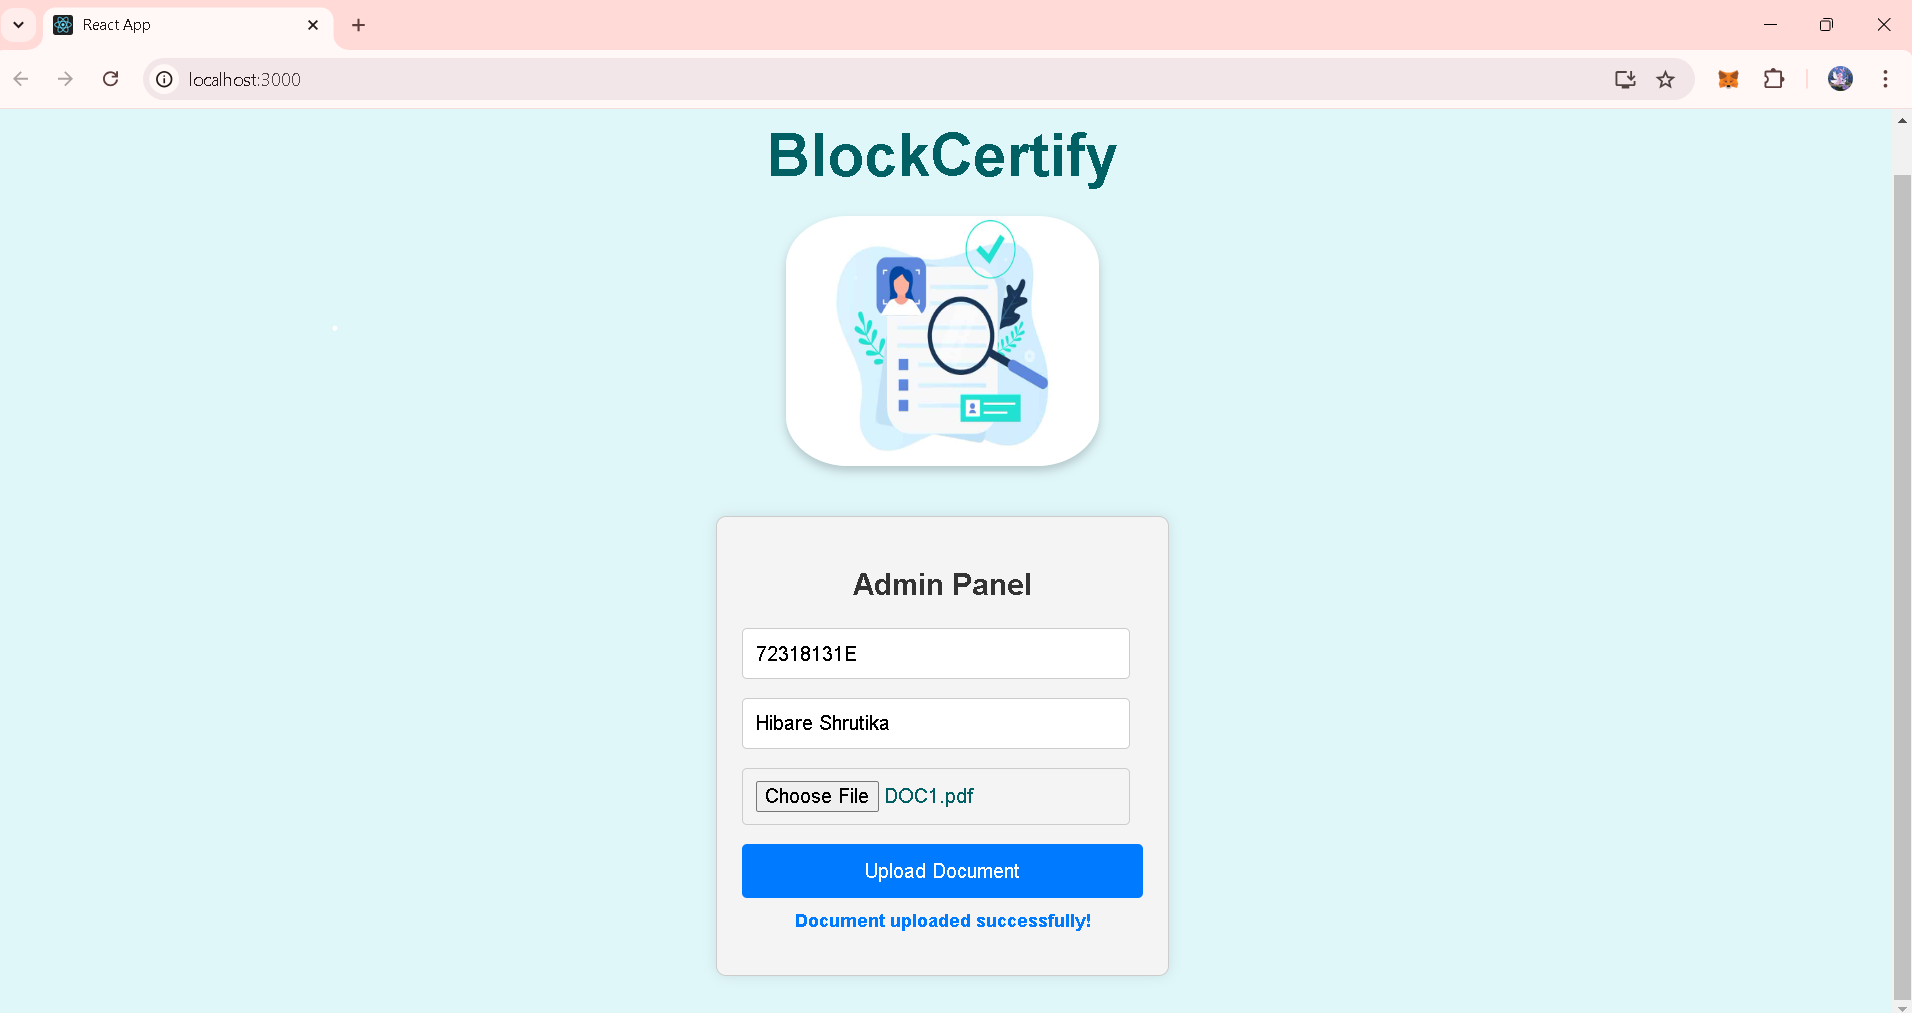 React App
localhost:3000
BlockCertify
Admin Panel
72318131E
Hibare Shrutika
Choose File DOC1.pdf
Upload Document
Document uploaded successfully!